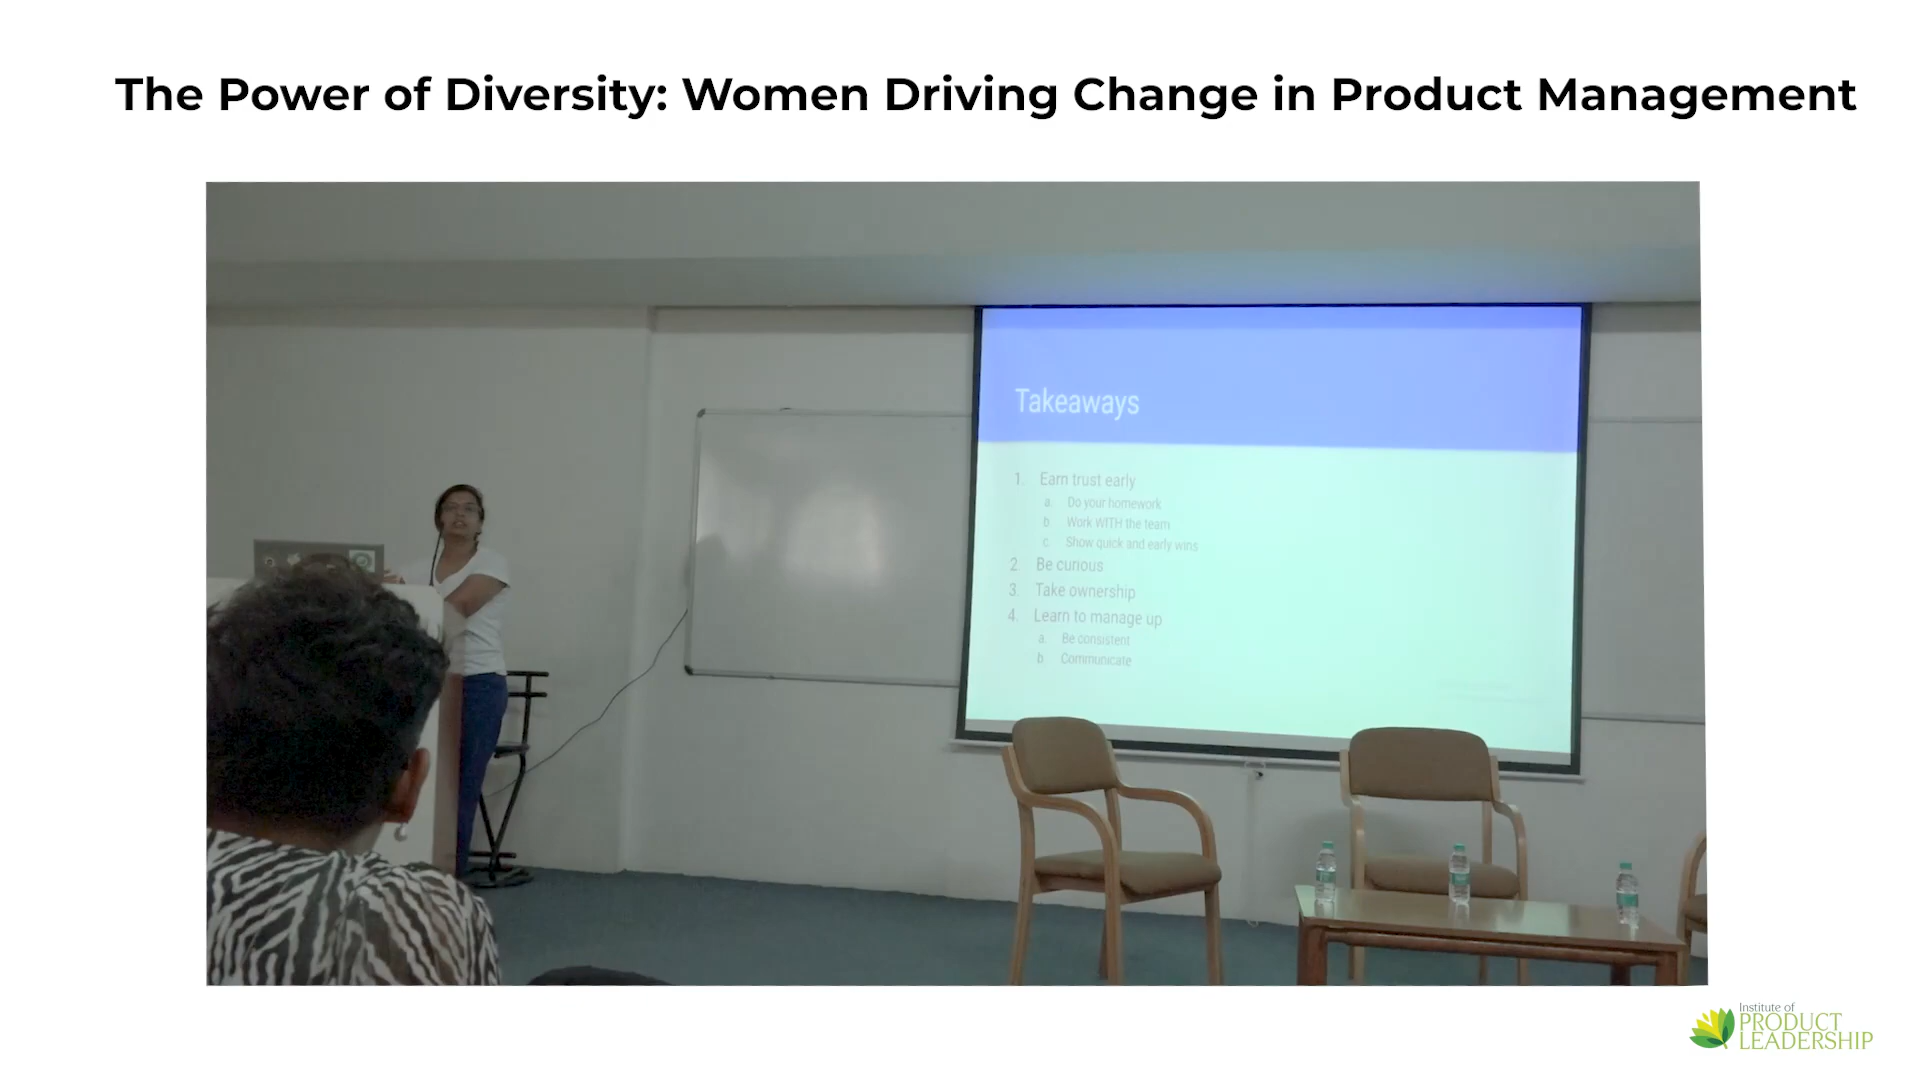 The Power of Diversity: Women Driving Change in Product Management
Takeaways
1. Earn trust early
a. Do your homework
b. Work WITH the team
c. Show quick and early wins
2. Be curious
3. Take ownership
4. Learn to manage up
a. Be consistent
b. Communicate
Institute of
PRODUCT
LEADERSHIP